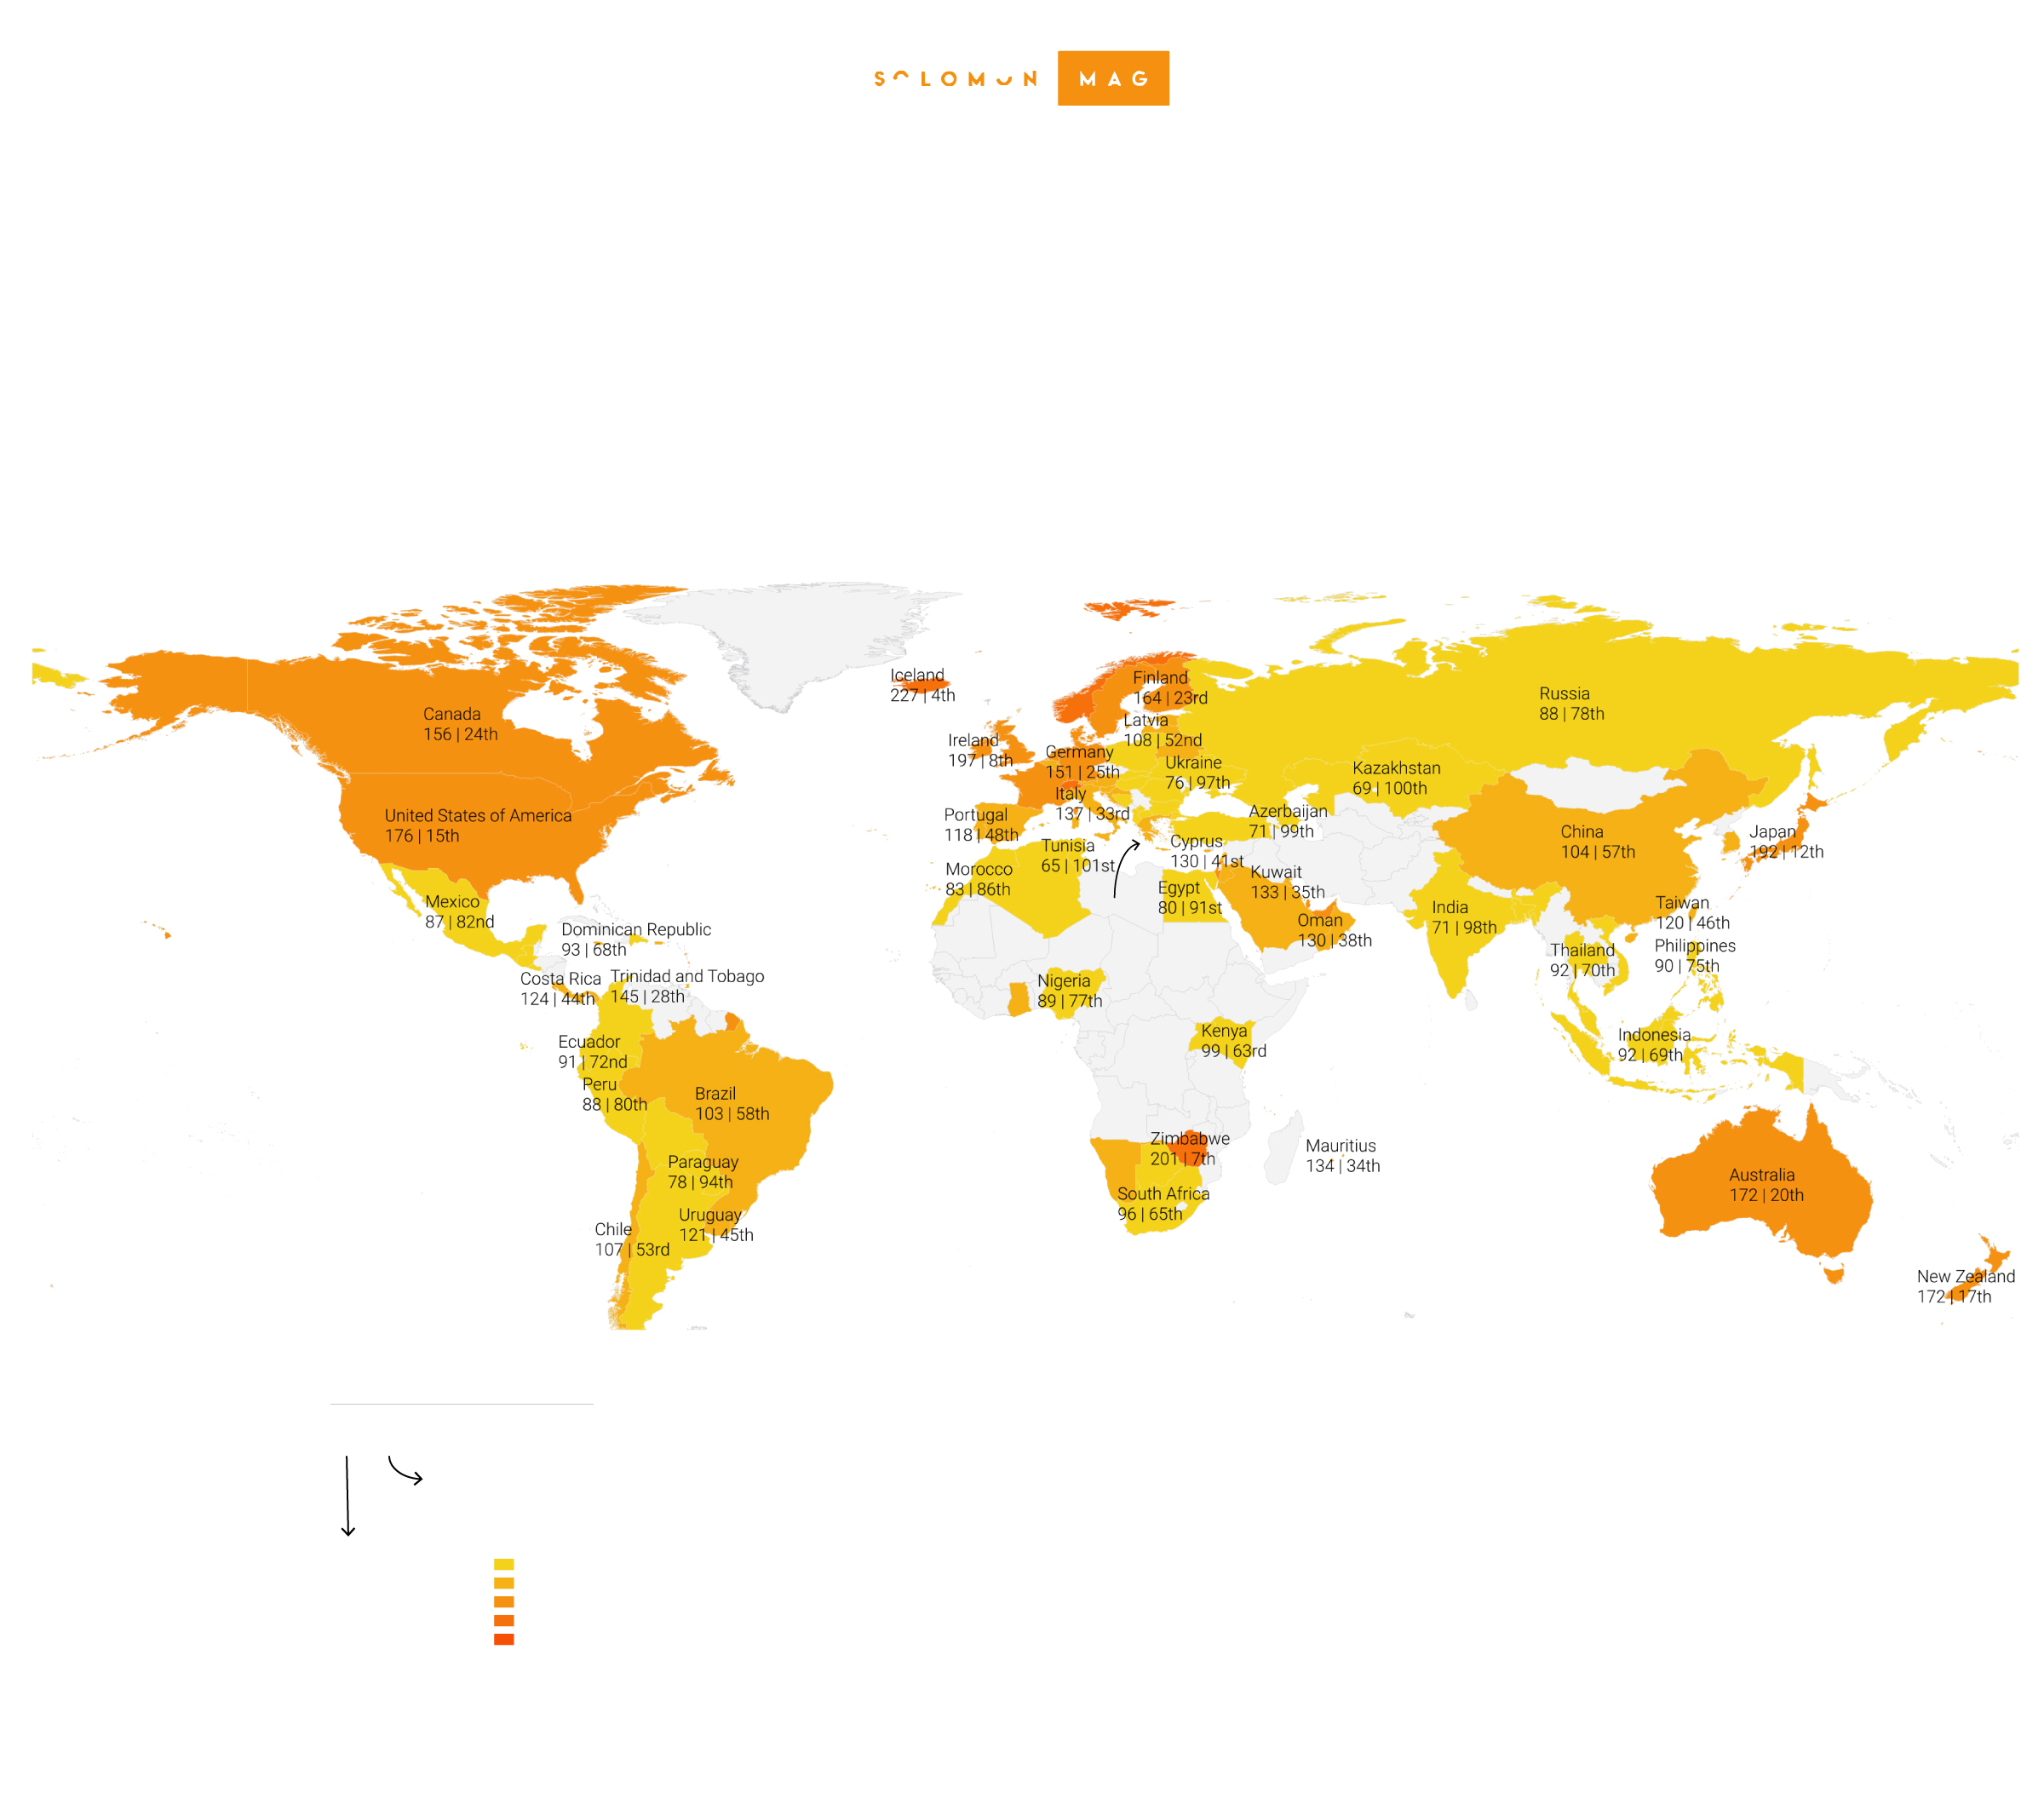 SOLOMON MAG
Iceland
227 | 4th
Finland
164 | 23rd
Russia
88 | 78th
Canada
156 | 24th
Latvia
108 | 52nd
Ireland
197 | 8th
Germany
151 | 25th
Ukraine
76 | 97th
Kazakhstan
69 | 100th
Italy
137 | 33rd
United States of America
176 | 15th
Portugal
118 | 48th
Azerbaijan
71 | 99th
China
104 | 57th
Japan
192 | 12th
Tunisia
65 | 101st
Cyprus
130 | 41st
Morocco
83 | 86th
Kuwait
133 | 35th
Egypt
80 | 91st
Mexico
87 | 82nd
India
71 | 98th
Taiwan
120 | 46th
Oman
130 | 38th
Dominican Republic
93 | 68th
Thailand
92 | 70th
Philippines
90 | 75th
Costa Rica
124 | 44th
Trinidad and Tobago
145 | 28th
Nigeria
89 | 77th
Kenya
99 | 63rd
Indonesia
92 | 69th
Ecuador
91 | 72nd
Peru
88 | 80th
Brazil
103 | 58th
Zimbabwe
201 | 7th
Mauritius
134 | 34th
Paraguay
78 | 94th
Australia
172 | 20th
South Africa
96 | 65th
Uruguay
121 | 45th
Chile
107 | 53rd
New Zealand
172 | 17th